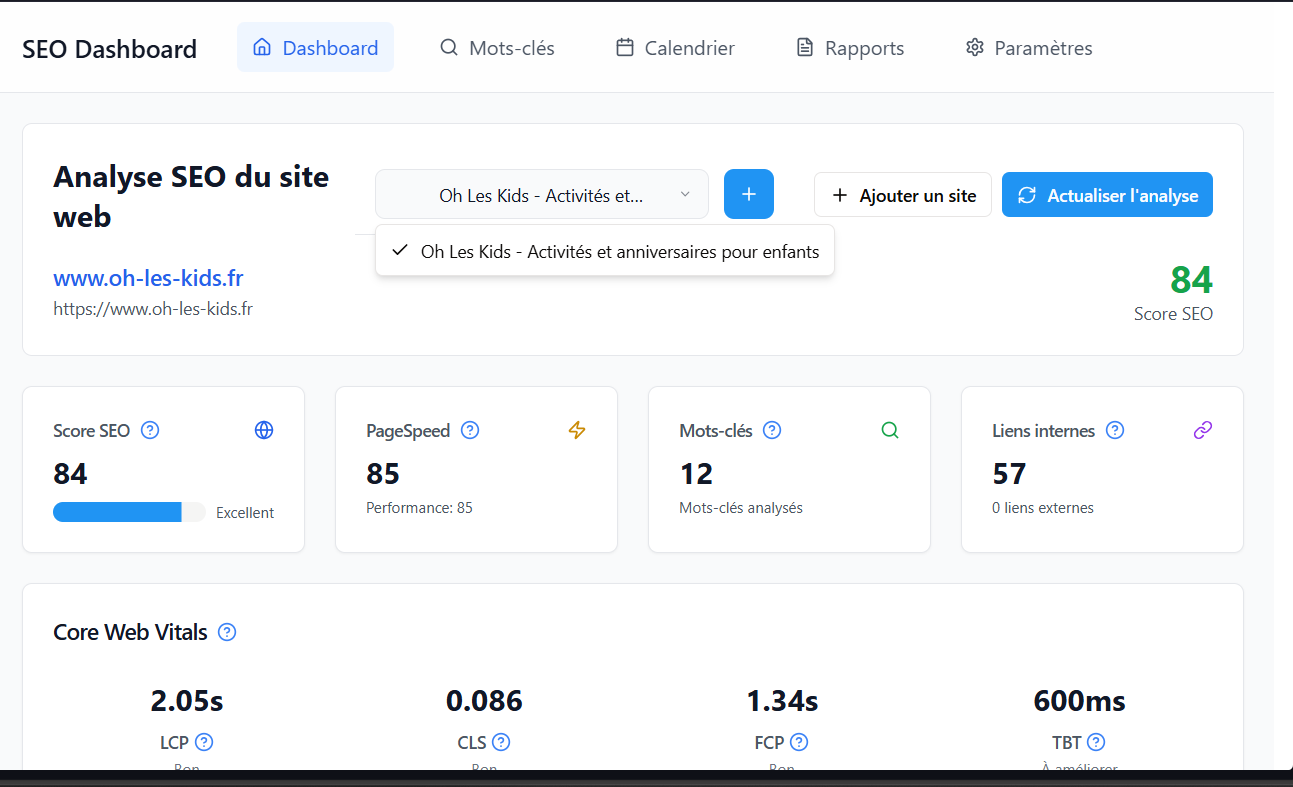 SEO Dashboard
Dashboard
Mots-clés
Calendrier
Rapports
Paramètres
Analyse SEO du site
web
Oh Les Kids - Activités et...
+
+ Ajouter un site
Actualiser l'analyse
Oh Les Kids - Activités et anniversaires pour enfants
www.oh-les-kids.fr
https://www.oh-les-kids.fr
84
Score SEO
Score SEO ?
84
Excellent
PageSpeed ?
85
Performance: 85
Mots-clés ?
12
Mots-clés analysés
Liens internes ?
57
0 liens externes
Core Web Vitals ?
2.05s
LCP ?
Bon
0.086
CLS ?
Bon
1.34s
FCP ?
Bon
600ms
TBT ?
À améliorer